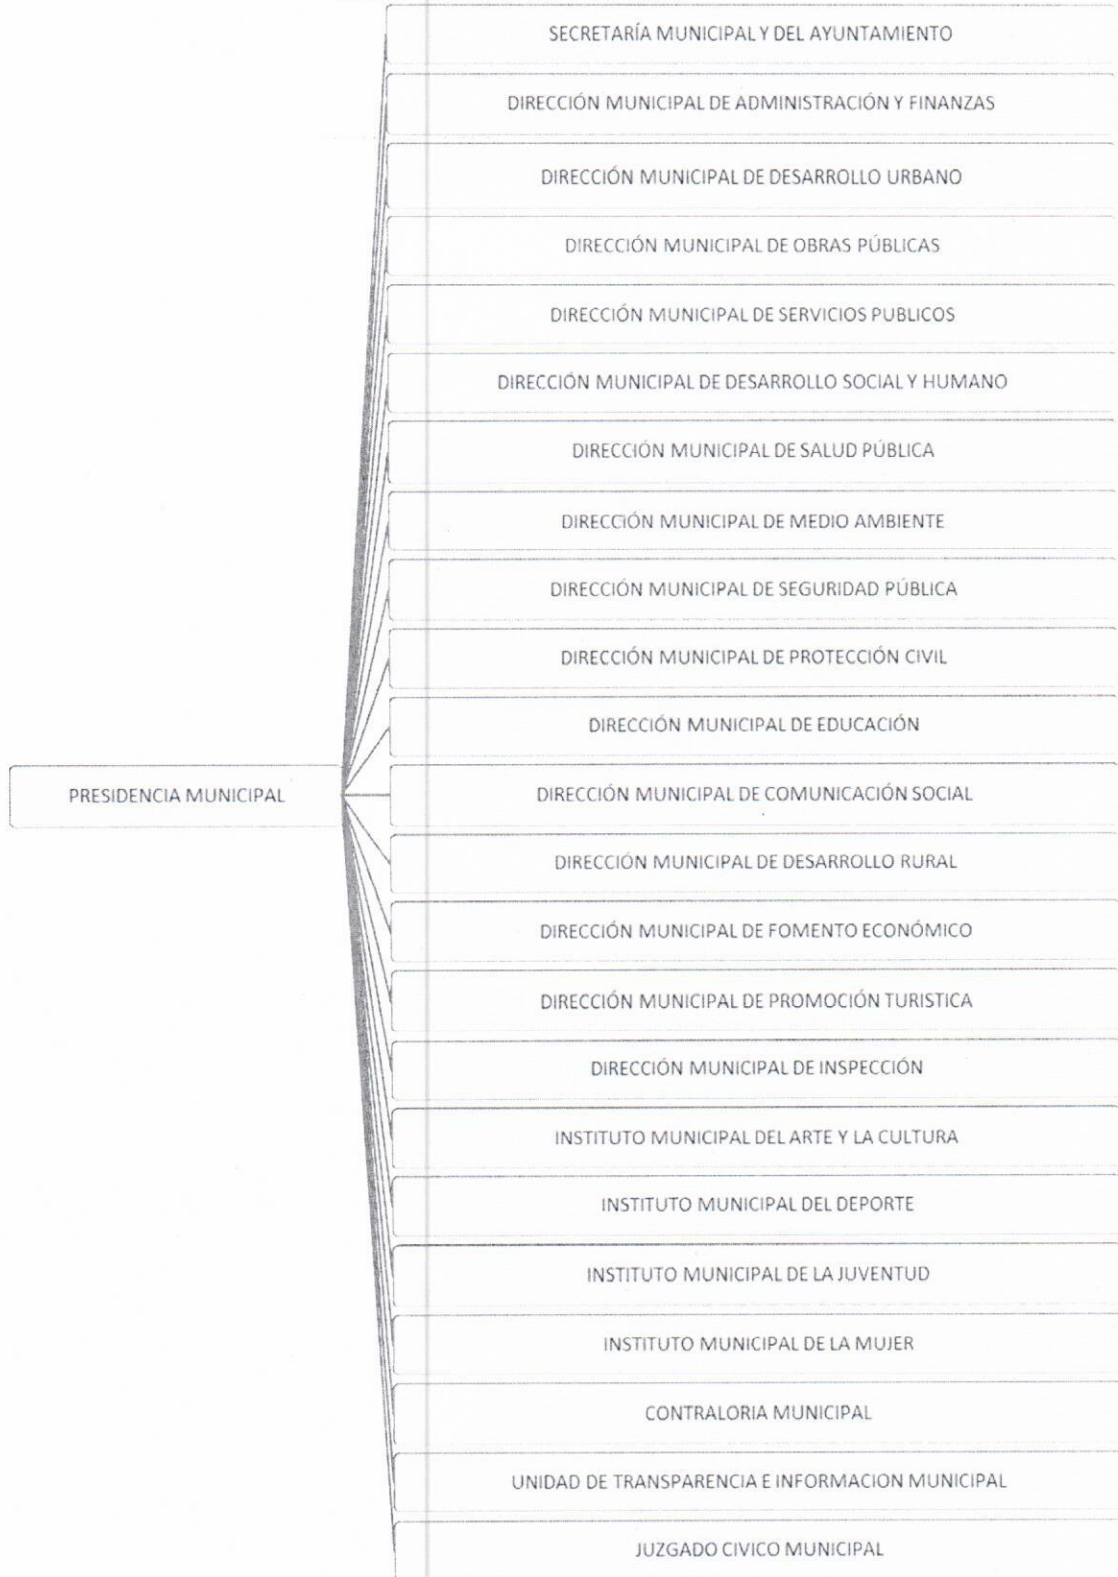 SECRETARÍA MUNICIPAL Y DEL AYUNTAMIENTO
DIRECCIÓN MUNICIPAL DE ADMINISTRACIÓN Y FINANZAS
DIRECCIÓN MUNICIPAL DE DESARROLLO URBANO
DIRECCIÓN MUNICIPAL DE OBRAS PÚBLICAS
DIRECCIÓN MUNICIPAL DE SERVICIOS PUBLICOS
DIRECCIÓN MUNICIPAL DE DESARROLLO SOCIAL Y HUMANO
DIRECCIÓN MUNICIPAL DE SALUD PÚBLICA
DIRECCIÓN MUNICIPAL DE MEDIO AMBIENTE
DIRECCIÓN MUNICIPAL DE SEGURIDAD PÚBLICA
DIRECCIÓN MUNICIPAL DE PROTECCIÓN CIVIL
DIRECCIÓN MUNICIPAL DE EDUCACIÓN
PRESIDENCIA MUNICIPAL
DIRECCIÓN MUNICIPAL DE COMUNICACIÓN SOCIAL
DIRECCIÓN MUNICIPAL DE DESARROLLO RURAL
DIRECCIÓN MUNICIPAL DE FOMENTO ECONÓMICO
DIRECCIÓN MUNICIPAL DE PROMOCIÓN TURISTICA
DIRECCIÓN MUNICIPAL DE INSPECCIÓN
INSTITUTO MUNICIPAL DEL ARTE Y LA CULTURA
INSTITUTO MUNICIPAL DEL DEPORTE
INSTITUTO MUNICIPAL DE LA JUVENTUD
INSTITUTO MUNICIPAL DE LA MUJER
CONTRALORIA MUNICIPAL
UNIDAD DE TRANSPARENCIA E INFORMACION MUNICIPAL
JUZGADO CIVICO MUNICIPAL